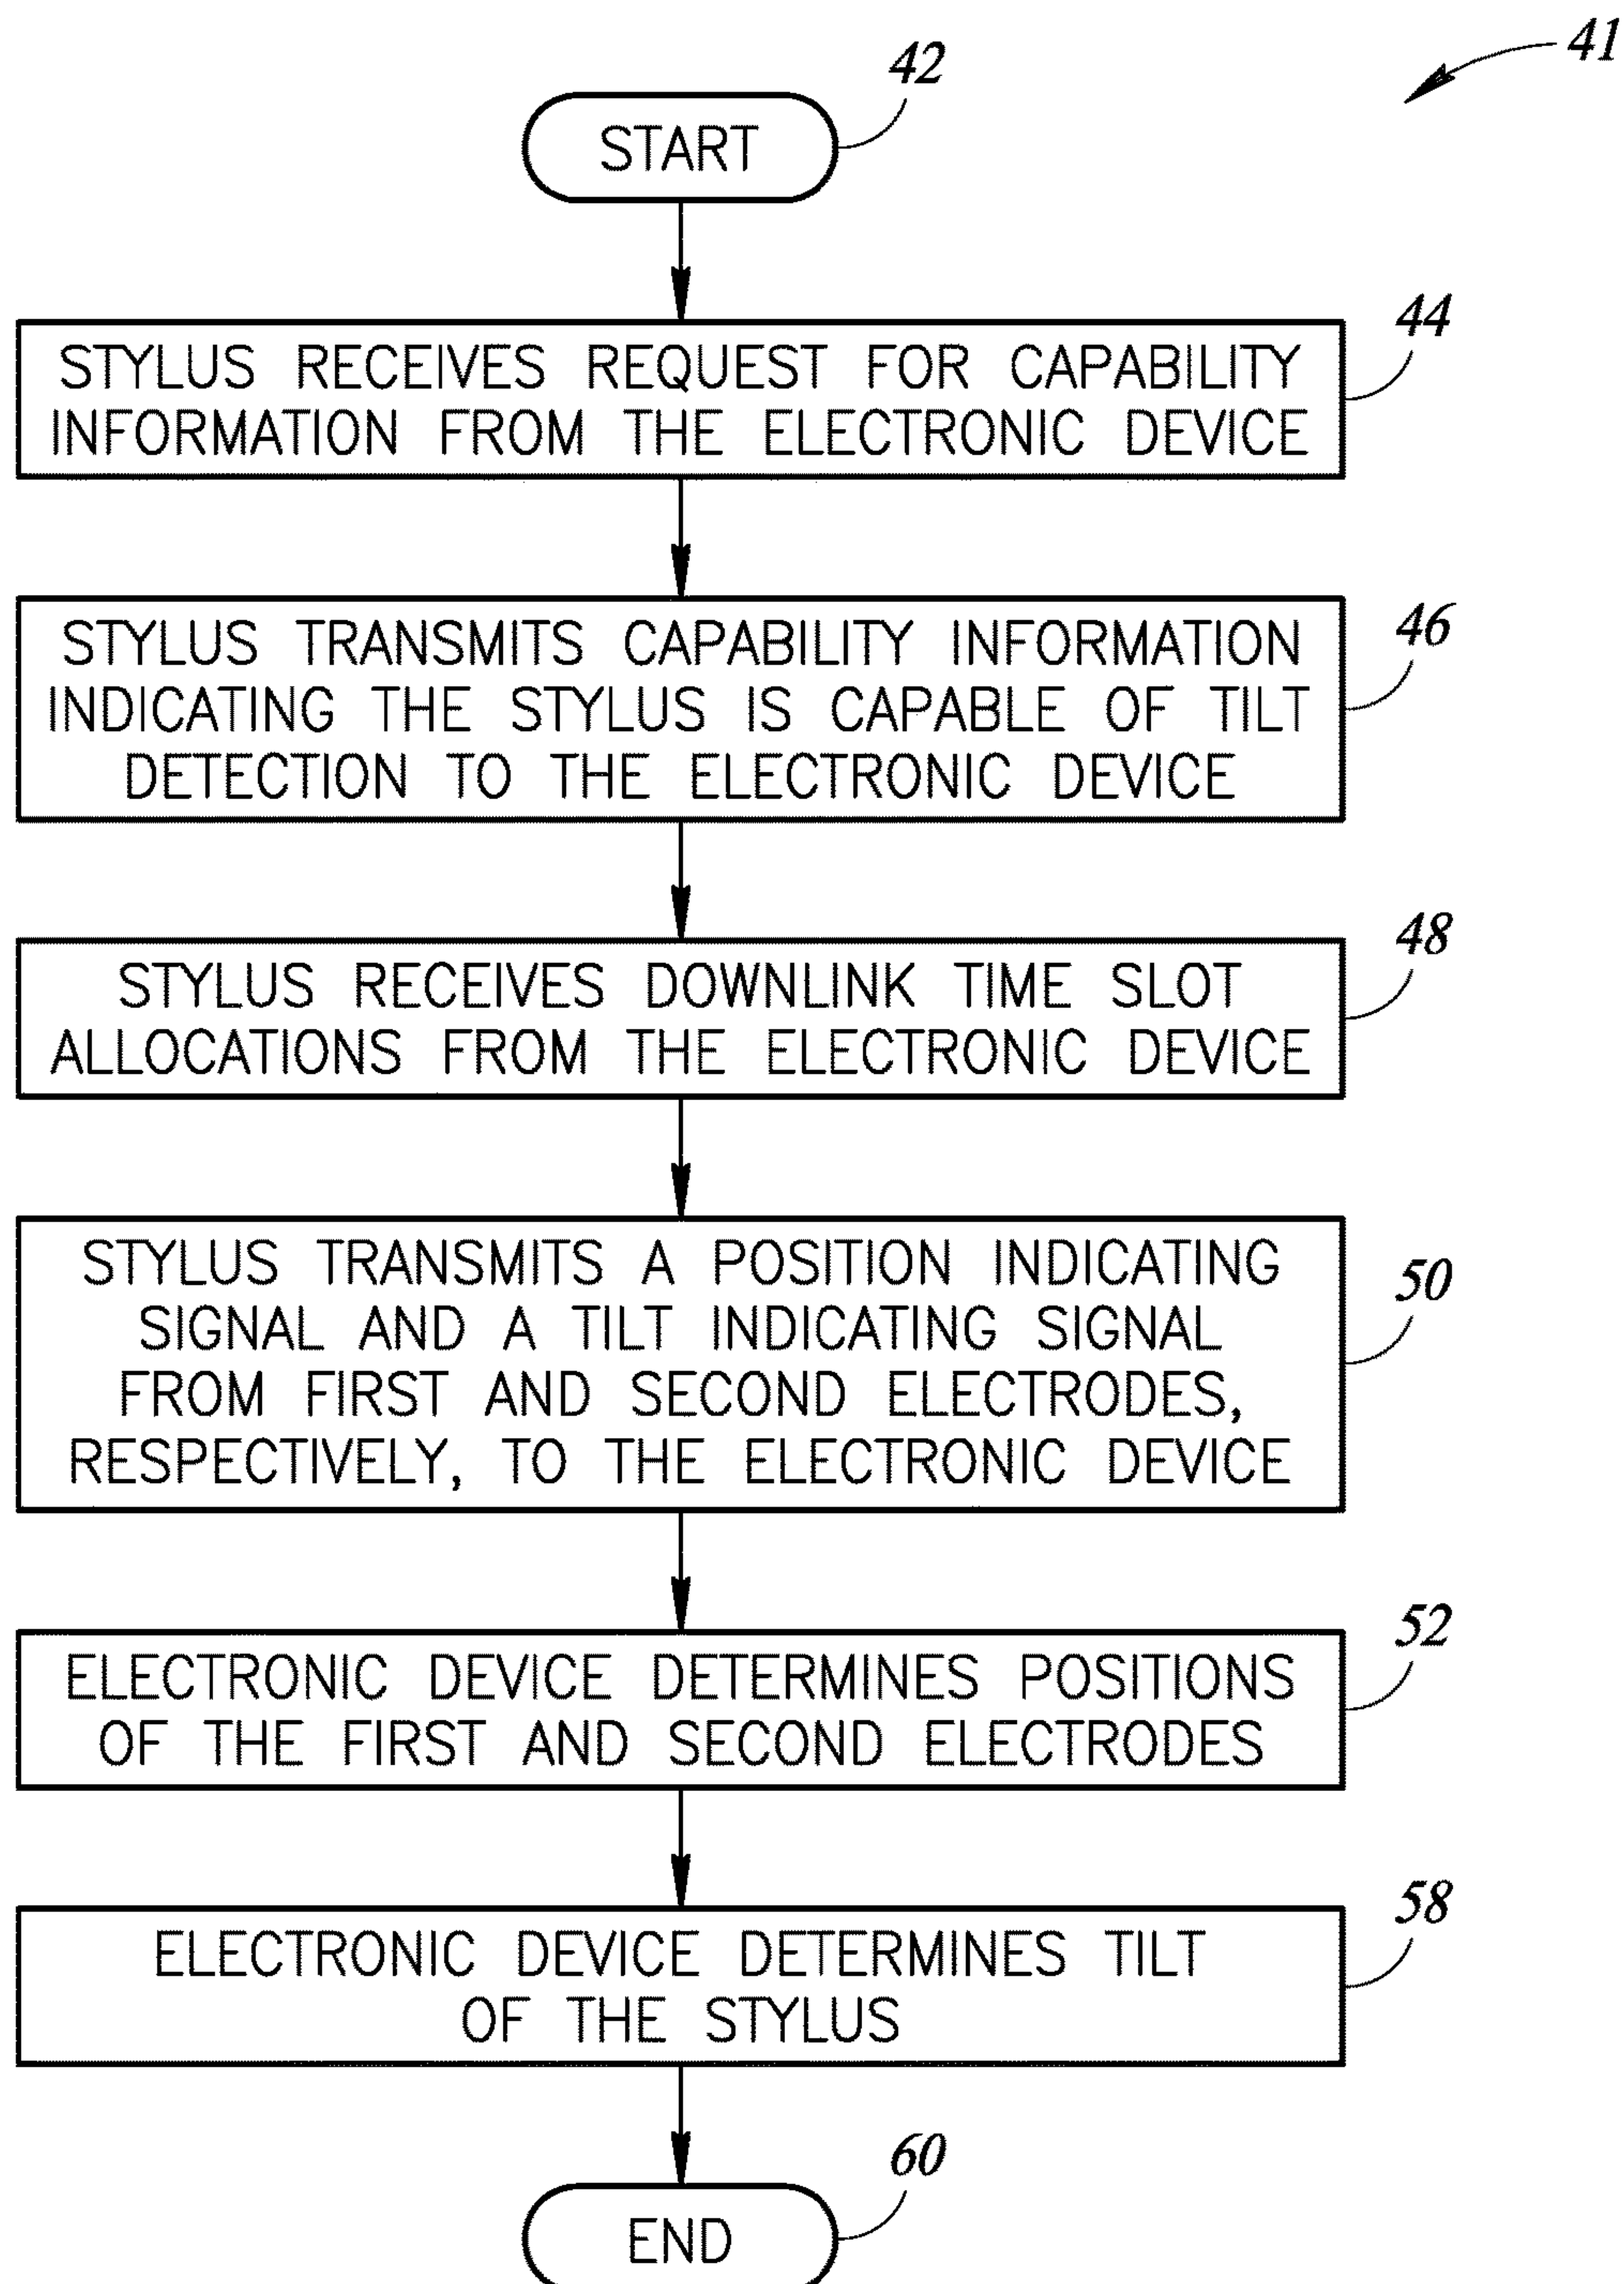 41
42
START
44
STYLUS RECEIVES REQUEST FOR CAPABILITY
INFORMATION FROM THE ELECTRONIC DEVICE
46
STYLUS TRANSMITS CAPABILITY INFORMATION
INDICATING THE STYLUS IS CAPABLE OF TILT
DETECTION TO THE ELECTRONIC DEVICE
48
STYLUS RECEIVES DOWNLINK TIME SLOT
ALLOCATIONS FROM THE ELECTRONIC DEVICE
50
STYLUS TRANSMITS A POSITION INDICATING
SIGNAL AND A TILT INDICATING SIGNAL
FROM FIRST AND SECOND ELECTRODES,
RESPECTIVELY, TO THE ELECTRONIC DEVICE
52
ELECTRONIC DEVICE DETERMINES POSITIONS
OF THE FIRST AND SECOND ELECTRODES
58
ELECTRONIC DEVICE DETERMINES TILT
OF THE STYLUS
60
END